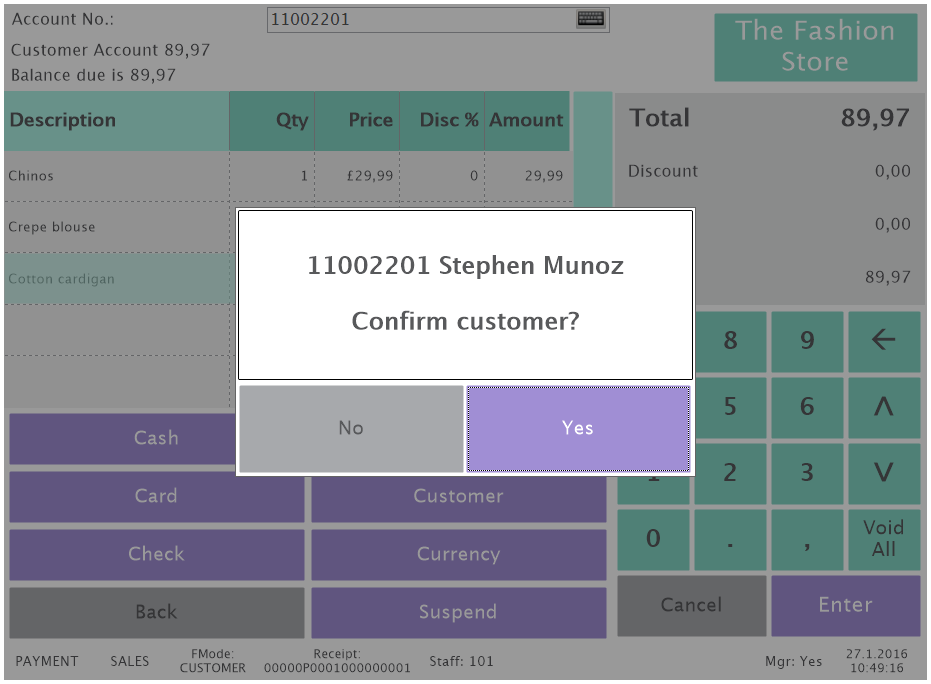 Account No.:
11002201
Customer Account 89,97
Balance due is 89,97
The Fashion
Store
Description Qty Price Disc % Amount
Chinos 1 £29,99 0 29,99
Crepe blouse
Cotton cardigan
Total 89,97
Discount 0,00
0,00
89,97
11002201 Stephen Munoz
Confirm customer?
No Yes
8 9 ←
5 6 Λ
1 2 3 V
0 . , Void
All
Cash
Card Customer
Check Currency
Back Suspend
Cancel Enter
PAYMENT SALES
FMode:
CUSTOMER
Receipt:
00000P0001000000001
Staff: 101
Mgr: Yes
27.1.2016
10:49:16